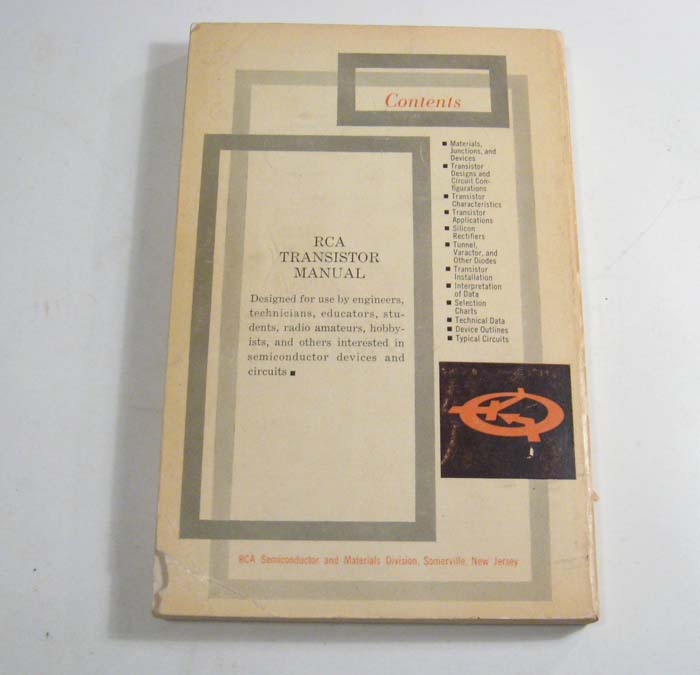 Contents
■ Materials,
Junctions, and
Devices
■ Transistor
Designs and
Circuit Con-
figurations
■ Transistor
Characteristics
■ Transistor
Applications
■ Silicon
Rectifiers
■ Tunnel,
Varactor, and
Other Diodes
■ Transistor
Installation
■ Interpretation
of Data
■ Selection
Charts
■ Technical Data
■ Device Outlines
■ Typical Circuits
RCA
TRANSISTOR
MANUAL
Designed for use by engineers,
technicians, educators, stu-
dents, radio amateurs, hobby-
ists, and others interested in
semiconductor devices and
circuits ■
RCA Semiconductor and Materials Division, Somerville, New Jersey